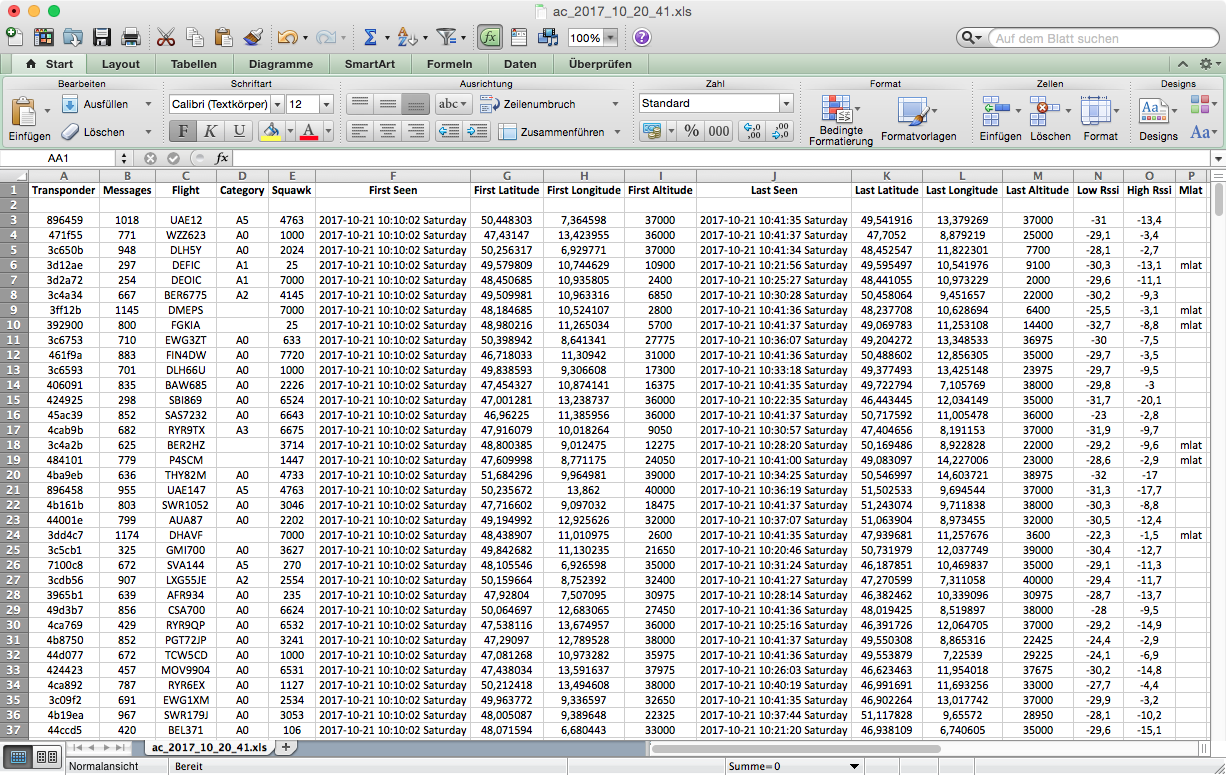 ac_2017_10_20_41.xls
100% Auf dem Blatt suchen
Start Layout Tabellen Diagramme SmartArt Formeln Daten Überprüfen
Bearbeiten Schriftart Ausrichtung Zahl Format Zellen Designs
Einfügen Ausfüllen Calibri (Textkörper) 12 abc Zeilenumbruch Standard Bedingte Formatierung Formatvorlagen Einfügen Löschen Format Designs Aa
Löschen F K U A Zusammenführen % 000 ,00 ,00
AA1 fx
A B C D E F G H I J K L M N O P
1 Transponder Messages Flight Category Squawk First Seen First Latitude First Longitude First Altitude Last Seen Last Latitude Last Longitude Last Altitude Low Rssi High Rssi Mlat
2
3 896459 1018 UAE12 A5 4763 2017-10-21 10:10:02 Saturday 50,448303 7,364598 37000 2017-10-21 10:41:35 Saturday 49,541916 13,379269 37000 -31 -13,4
4 471f55 771 WZZ623 A0 1000 2017-10-21 10:10:02 Saturday 47,43147 13,423955 36000 2017-10-21 10:41:37 Saturday 47,7052 8,879219 25000 -29,1 -3,4
5 3c650b 948 DLH5Y A0 2024 2017-10-21 10:10:02 Saturday 50,256317 6,929771 37000 2017-10-21 10:41:34 Saturday 48,452547 11,822301 7700 -28,1 -2,7
6 3d12ae 297 DEFIC A1 25 2017-10-21 10:10:02 Saturday 49,579809 10,744629 10900 2017-10-21 10:21:56 Saturday 49,595497 10,541976 9100 -30,3 -13,1 mlat
7 3d2a72 254 DEOIC A1 7000 2017-10-21 10:10:02 Saturday 48,450685 10,935805 2400 2017-10-21 10:25:27 Saturday 48,441055 10,973229 2000 -29,6 -11,1
8 3c4a34 667 BER6775 A2 4145 2017-10-21 10:10:02 Saturday 49,509981 10,963316 6850 2017-10-21 10:30:28 Saturday 50,458064 9,451657 22000 -30,2 -9,3
9 3ff12b 1145 DMEPS 7000 2017-10-21 10:10:02 Saturday 48,184685 10,524107 2800 2017-10-21 10:41:36 Saturday 48,237708 10,628694 6400 -25,5 -3,1 mlat
10 392900 800 FGKIA 25 2017-10-21 10:10:02 Saturday 48,980216 11,265034 5700 2017-10-21 10:41:37 Saturday 49,069783 11,253108 14400 -32,7 -8,8 mlat
11 3c6753 710 EWG3ZT A0 633 2017-10-21 10:10:02 Saturday 50,398942 8,641341 27775 2017-10-21 10:36:07 Saturday 49,204272 13,348533 36975 -30 -7,5
12 461f9a 883 FIN4DW A0 7720 2017-10-21 10:10:02 Saturday 46,718033 11,30942 31000 2017-10-21 10:41:36 Saturday 50,488602 12,856305 35000 -29,7 -3,5
13 3c6593 701 DLH66U A0 1000 2017-10-21 10:10:02 Saturday 49,838593 9,306608 17300 2017-10-21 10:33:18 Saturday 49,377493 13,425148 23975 -29,7 -9,5
14 406091 835 BAW685 A0 2226 2017-10-21 10:10:02 Saturday 47,454327 10,874141 16375 2017-10-21 10:41:35 Saturday 49,722794 7,105769 38000 -29,8 -3
15 424925 298 SBI869 A0 6524 2017-10-21 10:10:02 Saturday 47,001281 13,238737 36000 2017-10-21 10:22:35 Saturday 46,443445 12,034149 35000 -31,7 -20,1
16 45ac39 852 SAS7232 A0 6643 2017-10-21 10:10:02 Saturday 46,96225 11,385956 36000 2017-10-21 10:41:37 Saturday 50,717592 11,005478 36000 -23 -2,8
17 4cab9b 682 RYR9TX A3 6675 2017-10-21 10:10:02 Saturday 47,916079 10,018264 9050 2017-10-21 10:30:57 Saturday 47,404656 8,191153 37000 -31,9 -9,7
18 3c4a2b 625 BER2HZ 3714 2017-10-21 10:10:02 Saturday 48,800385 9,012475 12275 2017-10-21 10:28:20 Saturday 50,169486 8,922828 22000 -29,2 -9,6 mlat
19 484101 779 P4SCM 1447 2017-10-21 10:10:02 Saturday 47,609998 8,771175 24050 2017-10-21 10:41:00 Saturday 49,083097 14,227006 23000 -28,6 -2,9 mlat
20 4ba9eb 636 THY82M A0 4733 2017-10-21 10:10:02 Saturday 51,684296 9,964981 39000 2017-10-21 10:34:25 Saturday 50,546997 14,603721 38975 -32 -17
21 896458 955 UAE147 A5 4763 2017-10-21 10:10:02 Saturday 50,235672 13,862 40000 2017-10-21 10:36:19 Saturday 51,502533 9,694544 37000 -31,3 -17,7
22 4b161b 803 SWR1052 A0 3046 2017-10-21 10:10:02 Saturday 47,716602 9,097032 18475 2017-10-21 10:41:37 Saturday 51,243074 9,711838 38000 -30,3 -8,8
23 44001e 799 AUA87 A0 2202 2017-10-21 10:10:02 Saturday 49,194992 12,925626 32000 2017-10-21 10:37:07 Saturday 51,063904 8,973455 32000 -30,5 -12,4
24 3dd4c7 1174 DHAVF 7000 2017-10-21 10:10:02 Saturday 48,438907 11,010975 2600 2017-10-21 10:41:35 Saturday 47,939681 11,257676 3600 -22,3 -1,5 mlat
25 3c5cb1 325 GMI700 A0 3627 2017-10-21 10:10:02 Saturday 49,842682 11,130235 21650 2017-10-21 10:20:46 Saturday 50,731979 12,037749 39000 -30,4 -12,7
26 7100c8 672 SVA144 A5 270 2017-10-21 10:10:02 Saturday 48,105546 6,926598 35000 2017-10-21 10:31:24 Saturday 46,187851 10,469837 35000 -29,1 -11,3
27 3cdb56 907 LXG55JE A2 2554 2017-10-21 10:10:02 Saturday 50,159664 8,752392 32400 2017-10-21 10:41:27 Saturday 47,270599 7,311058 40000 -29,4 -11,7
28 3965b1 639 AFR934 A0 235 2017-10-21 10:10:02 Saturday 47,92804 7,507095 30975 2017-10-21 10:28:14 Saturday 46,382462 10,339096 30975 -28,7 -13,7
29 49d3b7 856 CSA700 A0 6624 2017-10-21 10:10:02 Saturday 50,064697 12,683065 27450 2017-10-21 10:41:36 Saturday 48,019425 8,519897 38000 -28 -9,5
30 4ca769 429 RYR9QP A0 6532 2017-10-21 10:10:02 Saturday 47,538116 13,674957 36000 2017-10-21 10:25:16 Saturday 46,391726 12,064705 37000 -29,2 -14,9
31 4b8750 852 PGT72JP A0 3241 2017-10-21 10:10:02 Saturday 47,29097 12,789528 38000 2017-10-21 10:41:37 Saturday 49,550308 8,865316 22425 -24,4 -2,9
32 44d077 672 TCW5CD A0 1000 2017-10-21 10:10:02 Saturday 47,081268 10,973282 35975 2017-10-21 10:41:36 Saturday 49,553879 7,22539 29225 -24,1 -6,9
33 424423 457 MOV9904 A0 6531 2017-10-21 10:10:02 Saturday 47,438034 13,591637 37975 2017-10-21 10:26:03 Saturday 46,623463 11,954018 37675 -30,2 -14,8
34 4ca892 787 RYR6EX A0 1127 2017-10-21 10:10:02 Saturday 50,212418 13,494608 38000 2017-10-21 10:40:19 Saturday 46,991691 11,693256 33000 -27,7 -4,4
35 3c09f2 691 EWG1XM A0 2534 2017-10-21 10:10:02 Saturday 49,963772 9,336597 32650 2017-10-21 10:41:35 Saturday 46,902264 13,017742 37000 -29,9 -3,2
36 4b19ea 967 SWR179J A0 3053 2017-10-21 10:10:02 Saturday 48,005087 9,389648 22325 2017-10-21 10:37:44 Saturday 51,117828 9,65572 28950 -28,1 -10,2
37 44ccd5 420 BEL371 A0 106 2017-10-21 10:10:02 Saturday 48,071594 6,680443 33000 2017-10-21 10:21:20 Saturday 46,938109 6,740605 35000 -29,6 -15,1
ac_2017_10_20_41.xls
Normalansicht Bereit Summe=0